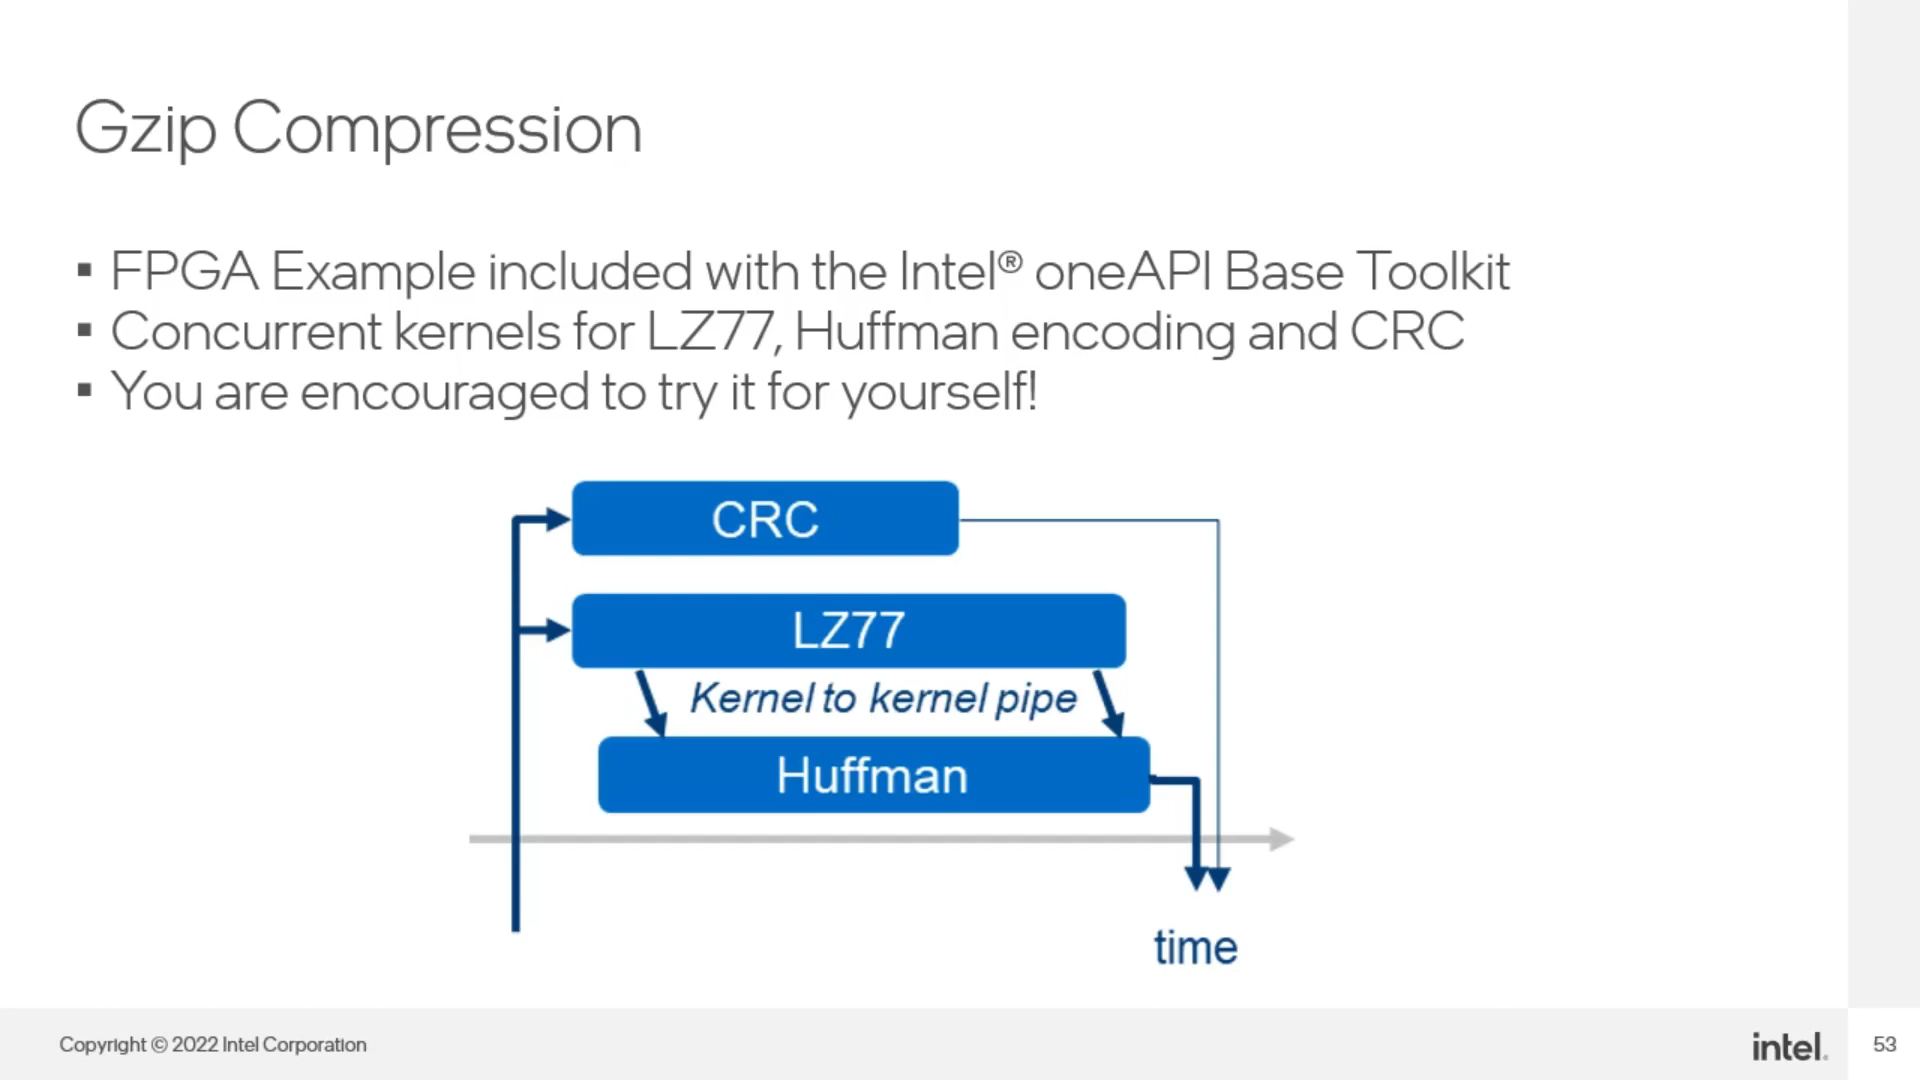 Gzip Compression
▪ FPGA Example included with the Intel® oneAPI Base Toolkit
▪ Concurrent kernels for LZ77, Huffman encoding and CRC
▪ You are encouraged to try it for yourself!
CRC
LZ77
Kernel to kernel pipe
Huffman
time
Copyright © 2022 Intel Corporation
intel.
53